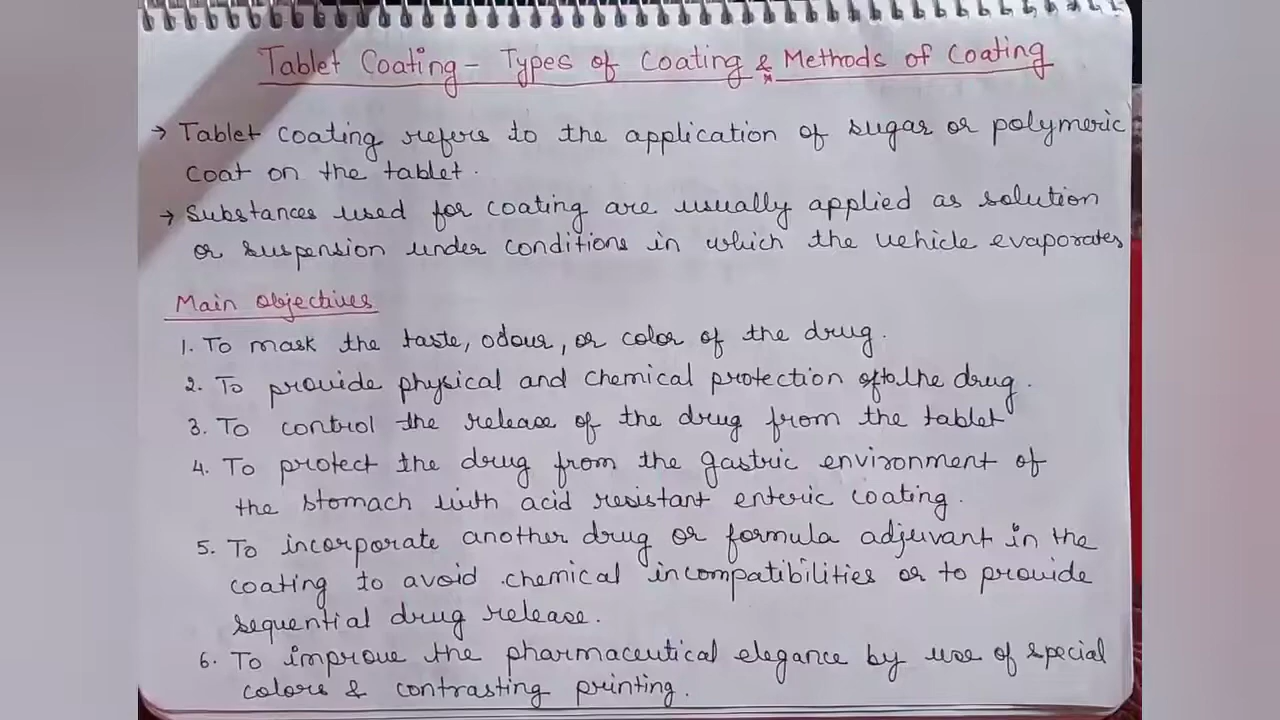 Tablet Coating - Types of Coating & Methods of Coating
→ Tablet coating refers to the application of sugar or polymeric
coat on the tablet.
→ Substances used for coating are usually applied as solution
or suspension under conditions in which the vehicle evaporates
Main Objectives
1. To mask the taste, odour, or color of the drug.
2. To provide physical and chemical protection to the drug.
3. To control the release of the drug from the tablet
4. To protect the drug from the gastric environment of
the stomach with acid resistant enteric coating.
5. To incorporate another drug or formula adjuvant in the
coating to avoid chemical incompatibilities or to provide
sequential drug release.
6. To improve the pharmaceutical elegance by use of special
colors & contrasting printing.